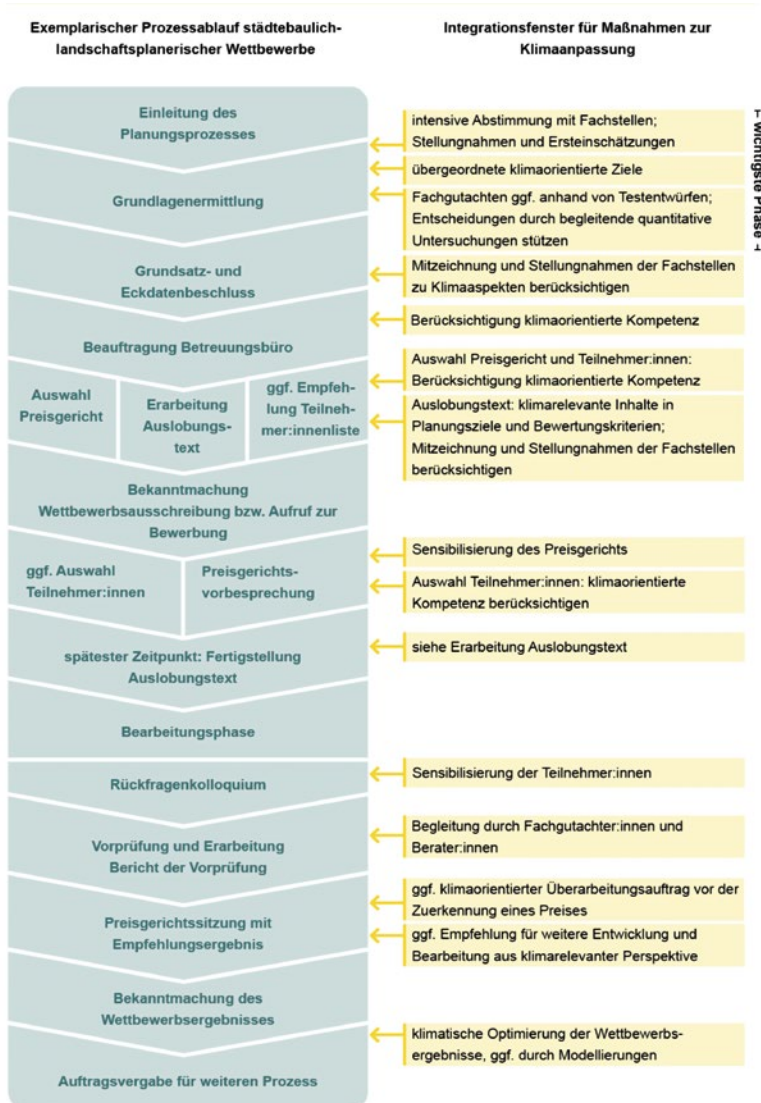 Exemplarischer Prozessablauf städtebaulich-
landschaftsplanerischer Wettbewerbe
Integrationsfenster für Maßnahmen zur
Klimaanpassung
Einleitung des
Planungsprozesses
Grundlagenermittlung
Grundsatz- und
Eckdatenbeschluss
Beauftragung Betreuungsbüro
Auswahl
Preisgericht
Erarbeitung
Auslobungs-
text
ggf. Empfeh-
lung Teilneh-
mer:innenliste
Bekanntmachung
Wettbewerbsausschreibung bzw. Aufruf zur
Bewerbung
ggf. Auswahl
Teilnehmer:innen
Preisgerichts-
vorbesprechung
spätester Zeitpunkt: Fertigstellung
Auslobungstext
Bearbeitungsphase
Rückfragenkolloquium
Vorprüfung und Erarbeitung
Bericht der Vorprüfung
Preisgerichtssitzung mit
Empfehlungsergebnis
Bekanntmachung des
Wettbewerbsergebnisses
Auftragsvergabe für weiteren Prozess
intensive Abstimmung mit Fachstellen;
Stellungnahmen und Ersteinschätzungen
übergeordnete klimaorientierte Ziele
Fachgutachten ggf. anhand von Testentwürfen;
Entscheidungen durch begleitende quantitative
Untersuchungen stützen
Mitzeichnung und Stellungnahmen der Fachstellen
zu Klimaaspekten berücksichtigen
Berücksichtigung klimaorientierte Kompetenz
Auswahl Preisgericht und Teilnehmer:innen:
Berücksichtigung klimaorientierte Kompetenz
Auslobungstext: klimarelevante Inhalte in
Planungsziele und Bewertungskriterien;
Mitzeichnung und Stellungnahmen der Fachstellen
berücksichtigen
Sensibilisierung des Preisgerichts
Auswahl Teilnehmer:innen: klimaorientierte
Kompetenz berücksichtigen
siehe Erarbeitung Auslobungstext
Sensibilisierung der Teilnehmer:innen
Begleitung durch Fachgutachter:innen und
Berater:innen
ggf. klimaorientierter Überarbeitungsauftrag vor der
Zuerkennung eines Preises
ggf. Empfehlung für weitere Entwicklung und
Bearbeitung aus klimarelevanter Perspektive
klimatische Optimierung der Wettbewerbs-
ergebnisse, ggf. durch Modellierungen
wichtigste Phase